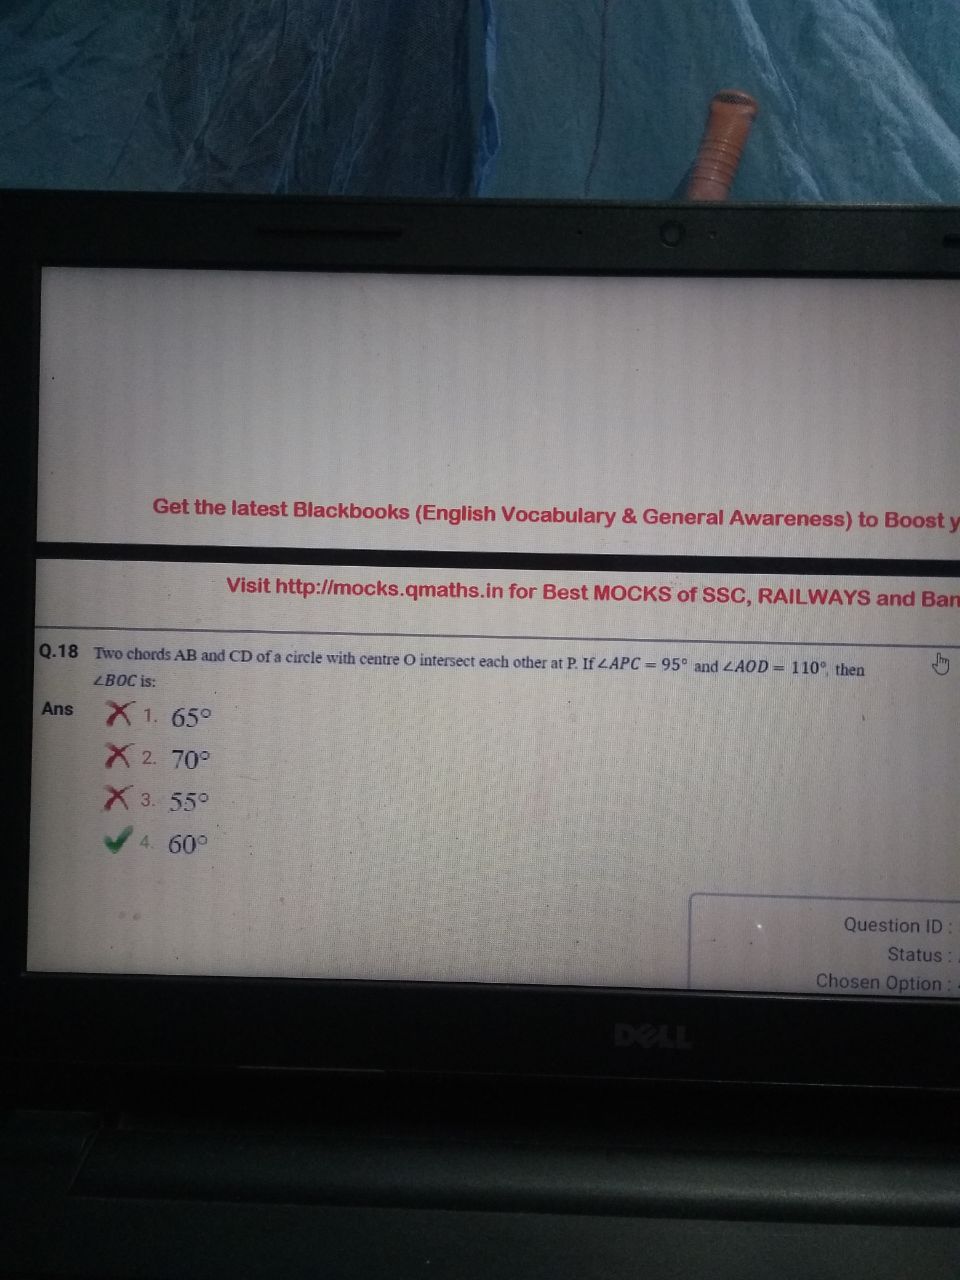 Get the latest Blackbooks (English Vocabulary & General Awareness) to Boost y
Visit http://mocks.qmaths.in for Best MOCKS of SSC, RAILWAYS and Ban
Q.18 Two chords AB and CD of a circle with centre O intersect each other at P. If ∠APC = 95° and ∠AOD = 110°, then
∠BOC is:
Ans 1. 65°
2. 70°
3. 55°
4. 60°
Question ID :
Status :
Chosen Option :
DELL